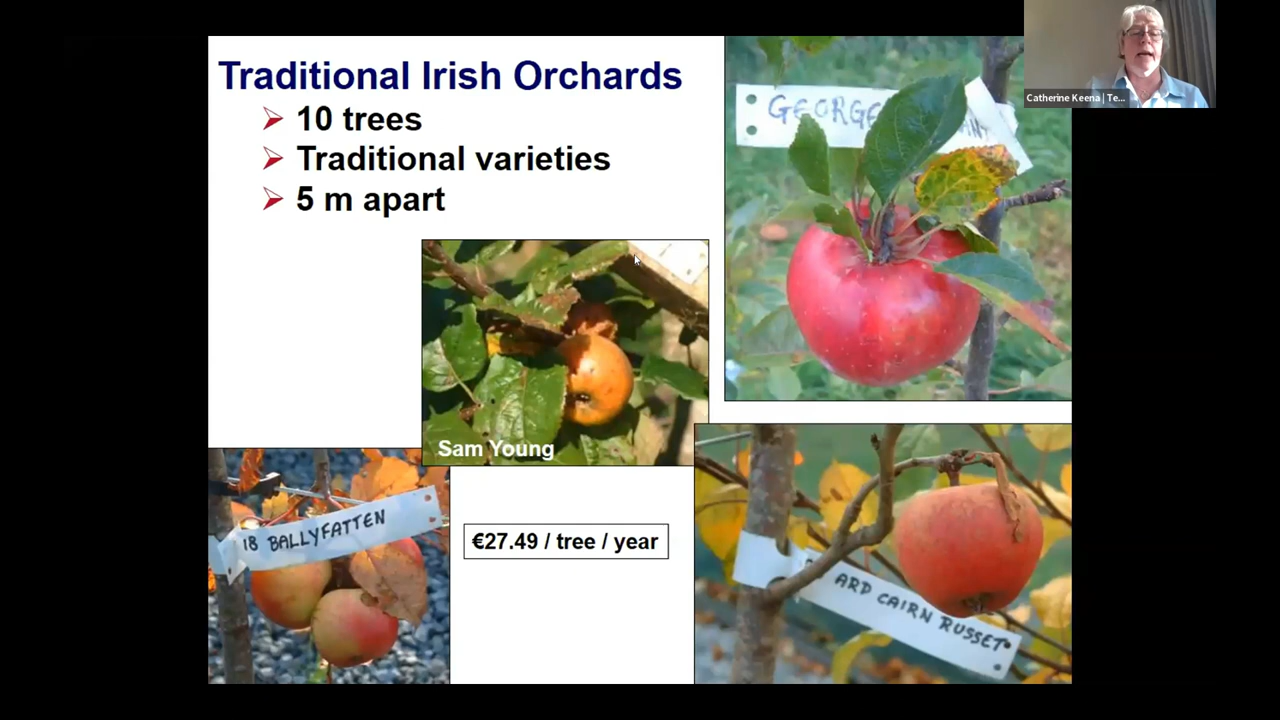 Traditional Irish Orchards
➢ 10 trees
➢ Traditional varieties
➢ 5 m apart
GEORGE
Catherine Keena | Te...
Sam Young
18 BALLYFATTEN
€27.49 / tree / year
ARD CAIRN RUSSET